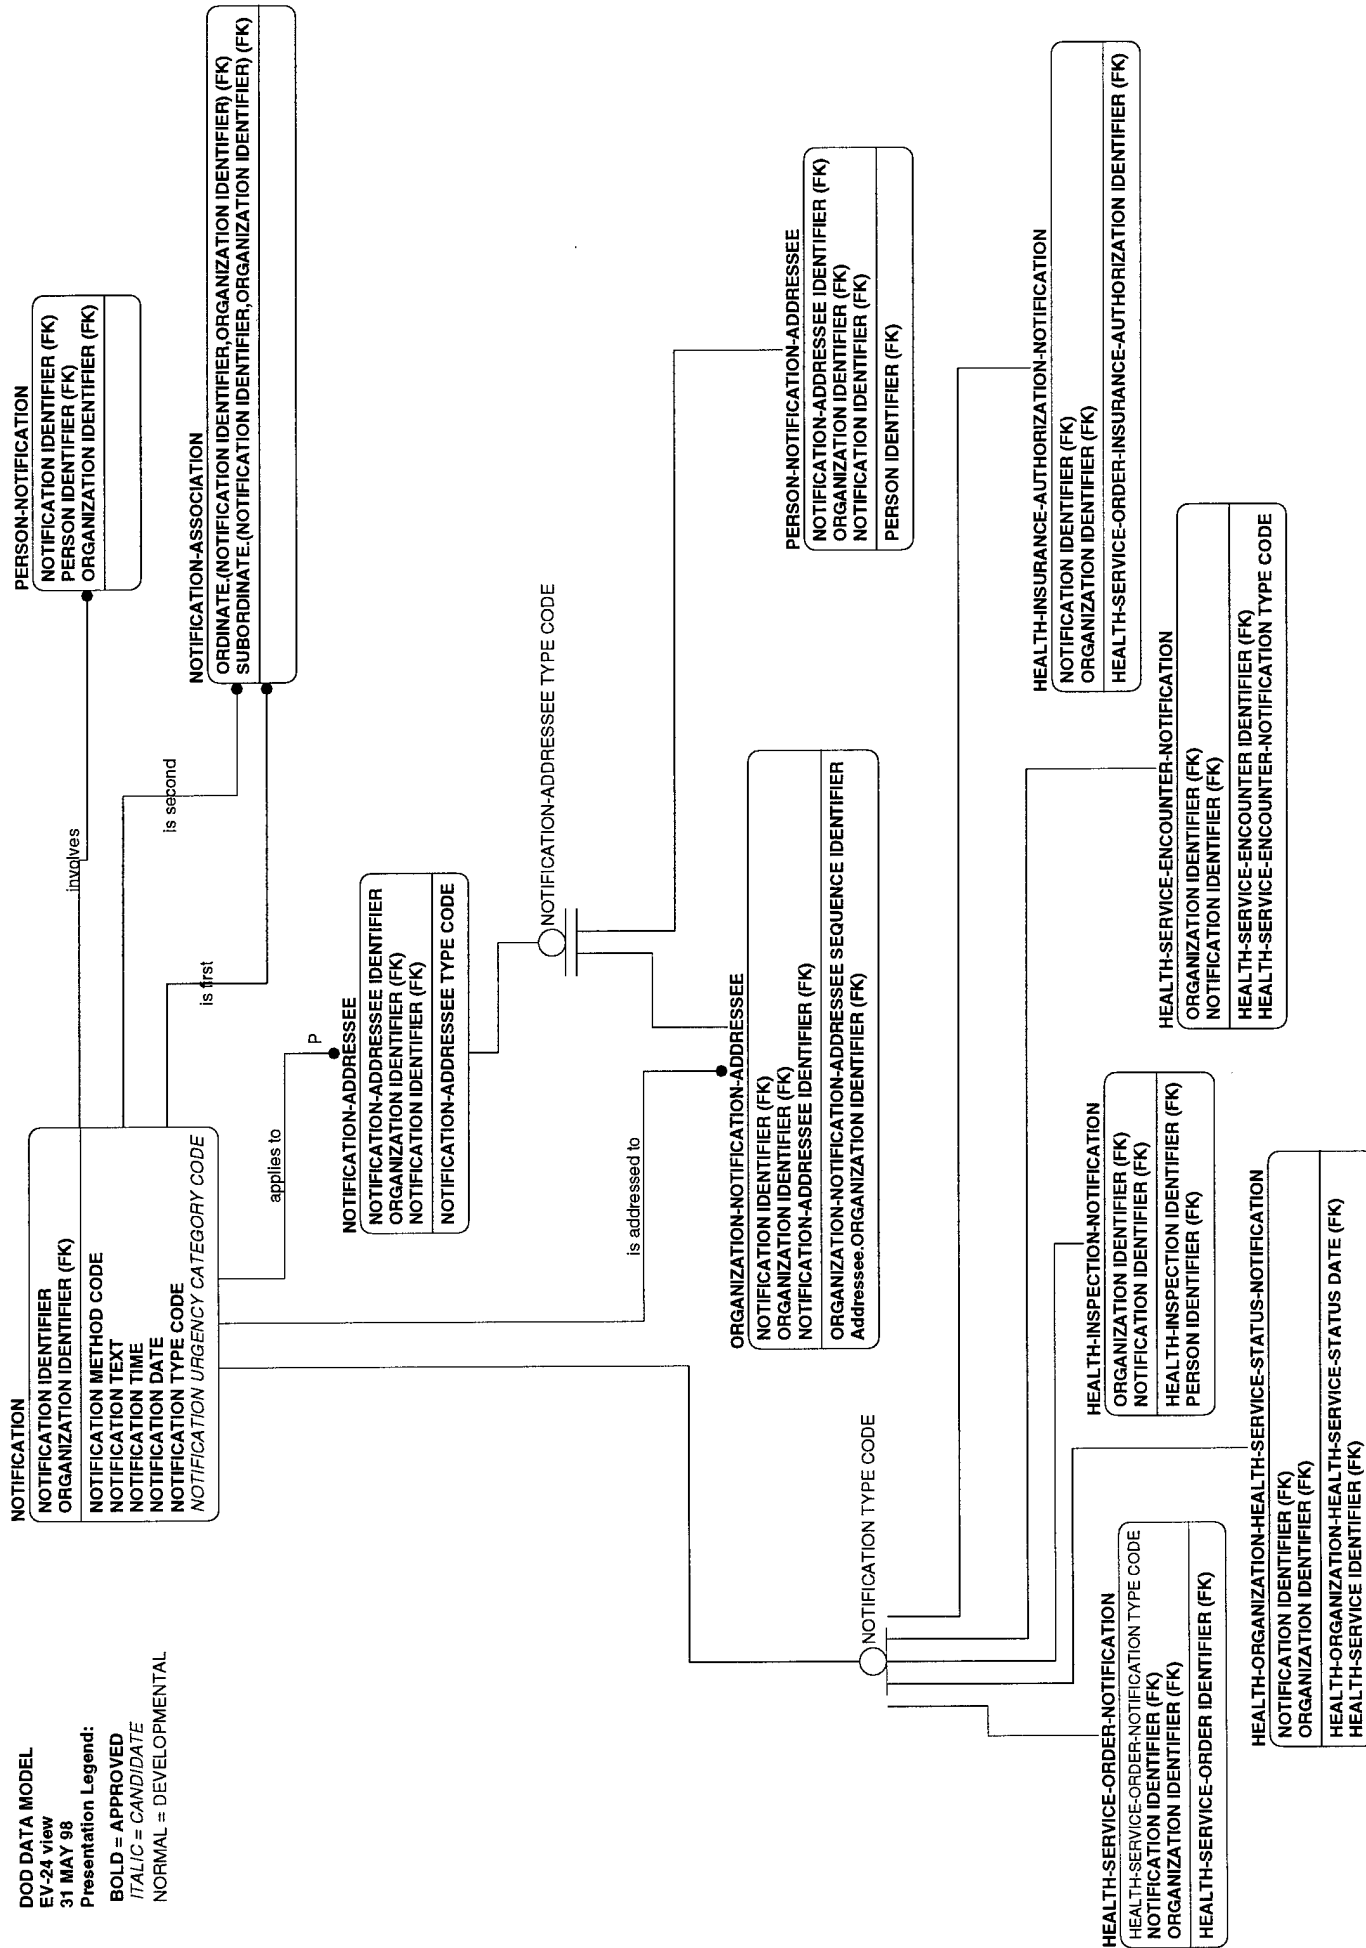 DOD DATA MODEL
EV-24 view
31 MAY 98
Presentation Legend:
BOLD = APPROVED
ITALIC = CANDIDATE
NORMAL = DEVELOPMENTAL
NOTIFICATION
NOTIFICATION IDENTIFIER
ORGANIZATION IDENTIFIER (FK)
NOTIFICATION METHOD CODE
NOTIFICATION TEXT
NOTIFICATION TIME
NOTIFICATION DATE
NOTIFICATION TYPE CODE
NOTIFICATION URGENCY CATEGORY CODE
involves
is second
is first
applies to
P
is addressed to
PERSON-NOTIFICATION
NOTIFICATION IDENTIFIER (FK)
PERSON IDENTIFIER (FK)
ORGANIZATION IDENTIFIER (FK)
NOTIFICATION-ASSOCIATION
ORDINATE.(NOTIFICATION IDENTIFIER,ORGANIZATION IDENTIFIER) (FK)
SUBORDINATE.(NOTIFICATION IDENTIFIER,ORGANIZATION IDENTIFIER) (FK)
NOTIFICATION-ADDRESSEE
NOTIFICATION-ADDRESSEE IDENTIFIER
ORGANIZATION IDENTIFIER (FK)
NOTIFICATION IDENTIFIER (FK)
NOTIFICATION-ADDRESSEE TYPE CODE
NOTIFICATION-ADDRESSEE TYPE CODE
ORGANIZATION-NOTIFICATION-ADDRESSEE
NOTIFICATION IDENTIFIER (FK)
ORGANIZATION IDENTIFIER (FK)
NOTIFICATION-ADDRESSEE IDENTIFIER (FK)
ORGANIZATION-NOTIFICATION-ADDRESSEE SEQUENCE IDENTIFIER
Addressee.ORGANIZATION IDENTIFIER (FK)
PERSON-NOTIFICATION-ADDRESSEE
NOTIFICATION-ADDRESSEE IDENTIFIER (FK)
ORGANIZATION IDENTIFIER (FK)
NOTIFICATION IDENTIFIER (FK)
PERSON IDENTIFIER (FK)
NOTIFICATION TYPE CODE
HEALTH-SERVICE-ORDER-NOTIFICATION
HEALTH-SERVICE-ORDER-NOTIFICATION TYPE CODE
NOTIFICATION IDENTIFIER (FK)
ORGANIZATION IDENTIFIER (FK)
HEALTH-SERVICE-ORDER IDENTIFIER (FK)
HEALTH-ORGANIZATION-HEALTH-SERVICE-STATUS-NOTIFICATION
NOTIFICATION IDENTIFIER (FK)
ORGANIZATION IDENTIFIER (FK)
HEALTH-ORGANIZATION-HEALTH-SERVICE-STATUS DATE (FK)
HEALTH-SERVICE IDENTIFIER (FK)
HEALTH-INSPECTION-NOTIFICATION
ORGANIZATION IDENTIFIER (FK)
NOTIFICATION IDENTIFIER (FK)
HEALTH-INSPECTION IDENTIFIER (FK)
PERSON IDENTIFIER (FK)
HEALTH-SERVICE-ENCOUNTER-NOTIFICATION
ORGANIZATION IDENTIFIER (FK)
NOTIFICATION IDENTIFIER (FK)
HEALTH-SERVICE-ENCOUNTER IDENTIFIER (FK)
HEALTH-SERVICE-ENCOUNTER-NOTIFICATION TYPE CODE
HEALTH-INSURANCE-AUTHORIZATION-NOTIFICATION
NOTIFICATION IDENTIFIER (FK)
ORGANIZATION IDENTIFIER (FK)
HEALTH-SERVICE-ORDER-INSURANCE-AUTHORIZATION IDENTIFIER (FK)